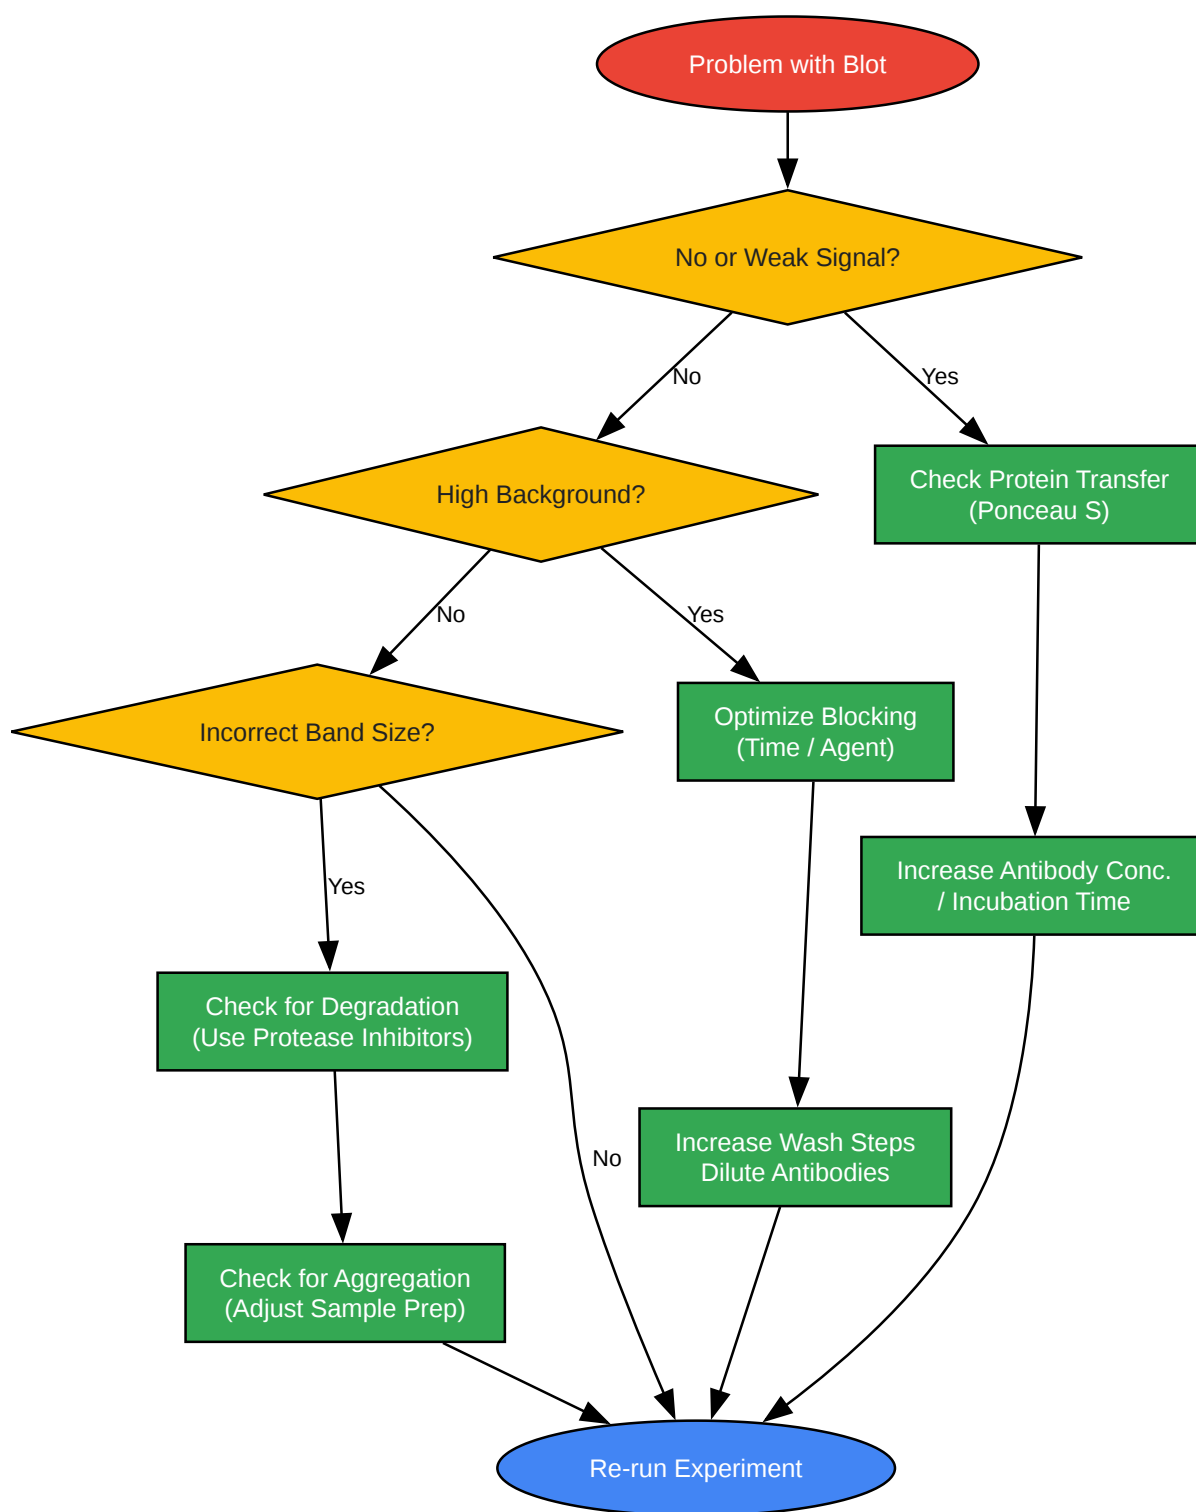 Problem with Blot
No or Weak Signal?
No
Yes
High Background?
Check Protein Transfer
(Ponceau S)
No
Yes
Incorrect Band Size?
Optimize Blocking
(Time / Agent)
Yes
Increase Antibody Conc.
/ Incubation Time
Check for Degradation
(Use Protease Inhibitors)
No
Increase Wash Steps
Dilute Antibodies
Check for Aggregation
(Adjust Sample Prep)
Re-run Experiment